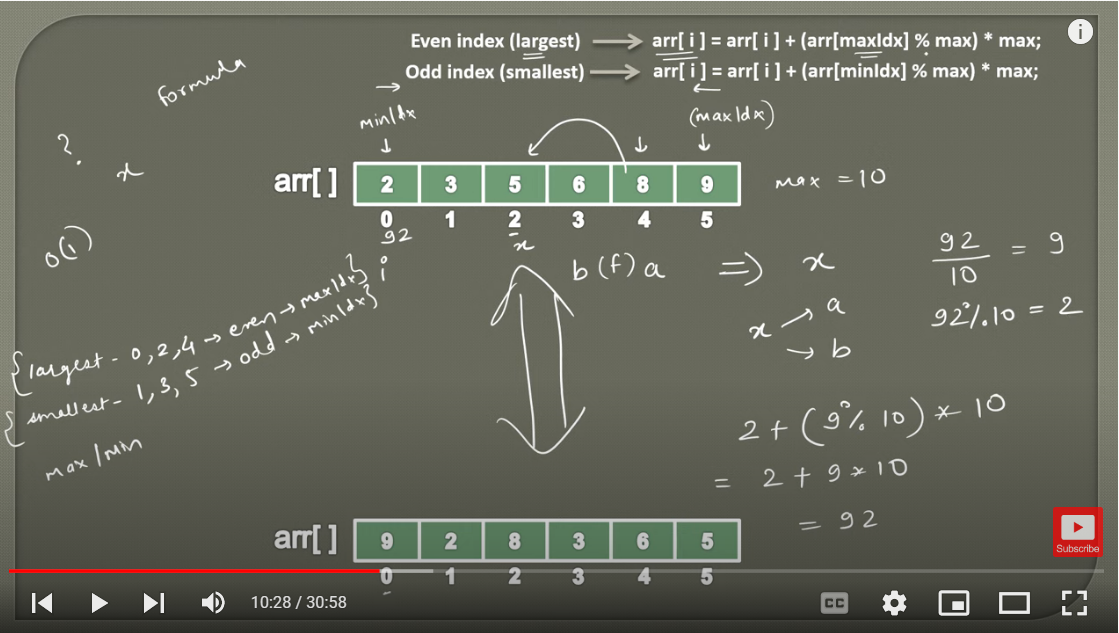 Even index (largest) → arr[ i ] = arr[ i ] + (arr[maxIdx] % max) * max;
Odd index (smallest) → arr[ i ] = arr[ i ] + (arr[minIdx] % max) * max;
formula
minIdx
(maxIdx)
?
x
arr[ ] 2 3 5 6 8 9
max = 10
0 1 2 3 4 5
92
x
i
O(1)
b(f)a ⇒ x
92/10 = 9
x → a
→ b
92%10 = 2
{largest - 0,2,4 → even → maxIdx}
{smallest - 1,3,5 → odd → minIdx}
max/min
2 + (9% 10) * 10
= 2 + 9 * 10
= 92
arr[ ] 9 2 8 3 6 5
0 1 2 3 4 5
Subscribe
10:28 / 30:58
CC
i